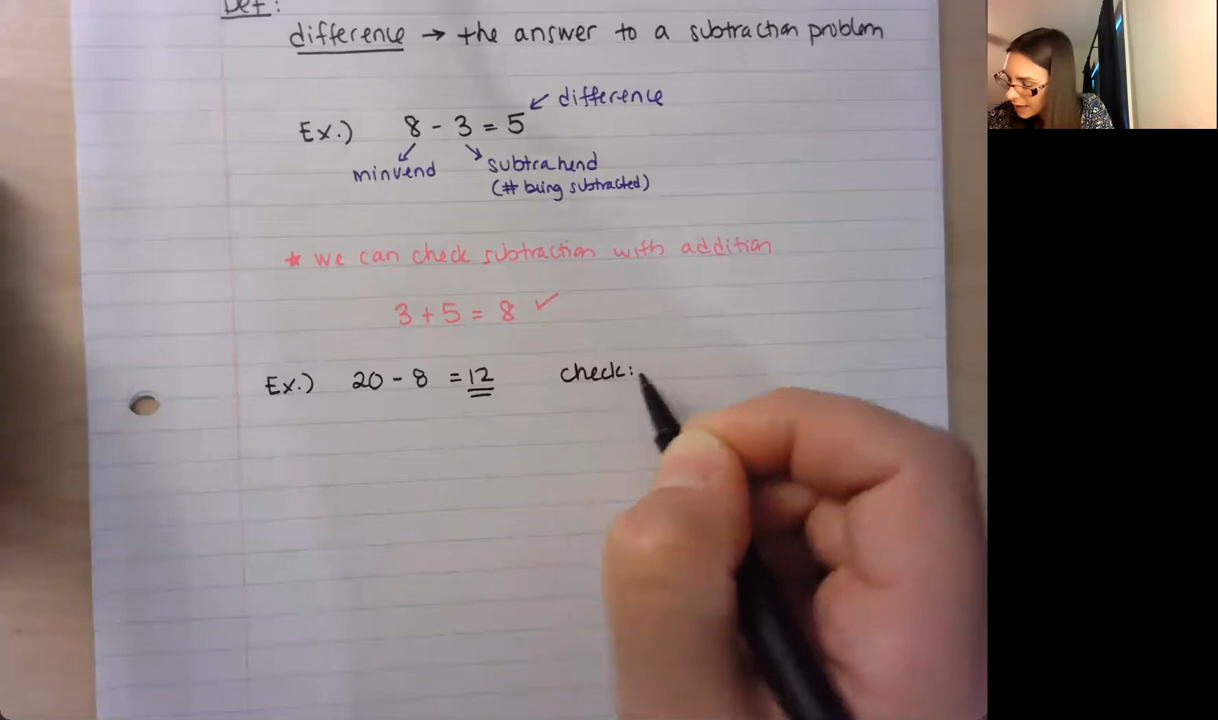 Def:
difference → the answer to a subtraction problem
difference
Ex.) 8 - 3 = 5
minuend subtrahend
(# being subtracted)
* we can check subtraction with addition
3 + 5 = 8 ✓
Ex.) 20 - 8 = 12 check: